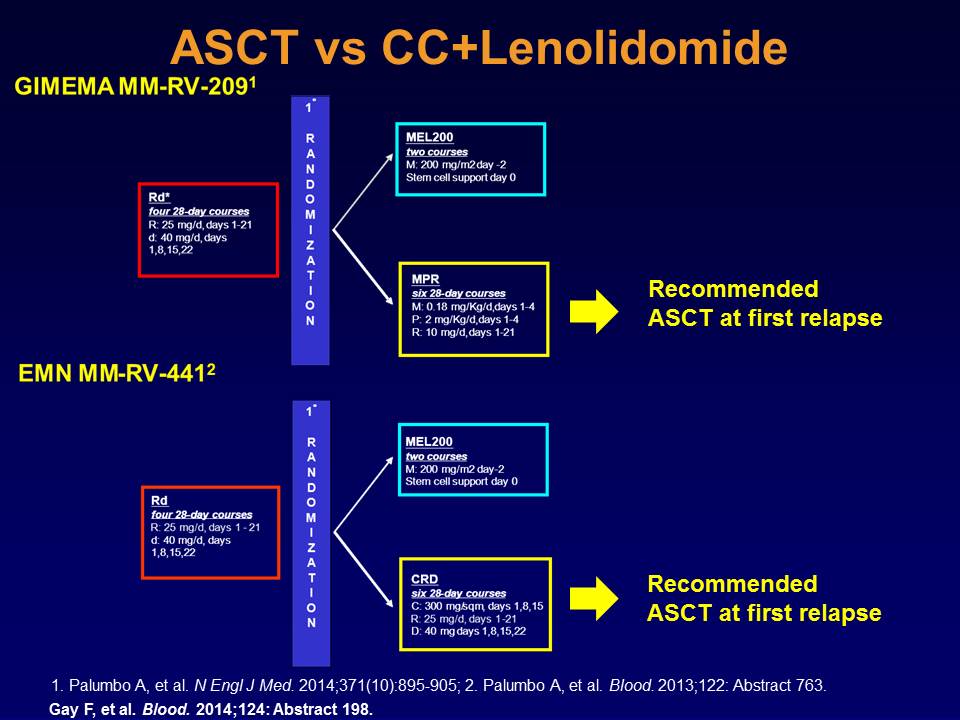 ASCT vs CC+Lenolidomide
GIMEMA MM-RV-209¹
1°
RANDOMIZATION
Rd*
four 28-day courses
R: 25 mg/d, days 1-21
d: 40 mg/d, days
1,8,15,22
MEL200
two courses
M: 200 mg/m2 day -2
Stem cell support day 0
MPR
six 28-day courses
M: 0.18 mg/Kg/d,days 1-4
P: 2 mg/Kg/d,days 1-4
R: 10 mg/d,days 1-21
Recommended
ASCT at first relapse
EMN MM-RV-441²
1°
RANDOMIZATION
Rd
four 28-day courses
R: 25 mg/d, days 1 - 21
d: 40 mg/d, days
1,8,15,22
MEL200
two courses
M: 200 mg/m2 day-2
Stem cell support day 0
CRD
six 28-day courses
C: 300 mg/sqm, days 1,8,15
R: 25 mg/d, days 1-21
D: 40 mg days 1,8,15,22
Recommended
ASCT at first relapse
1. Palumbo A, et al. N Engl J Med. 2014;371(10):895-905; 2. Palumbo A, et al. Blood. 2013;122: Abstract 763.
Gay F, et al. Blood. 2014;124: Abstract 198.